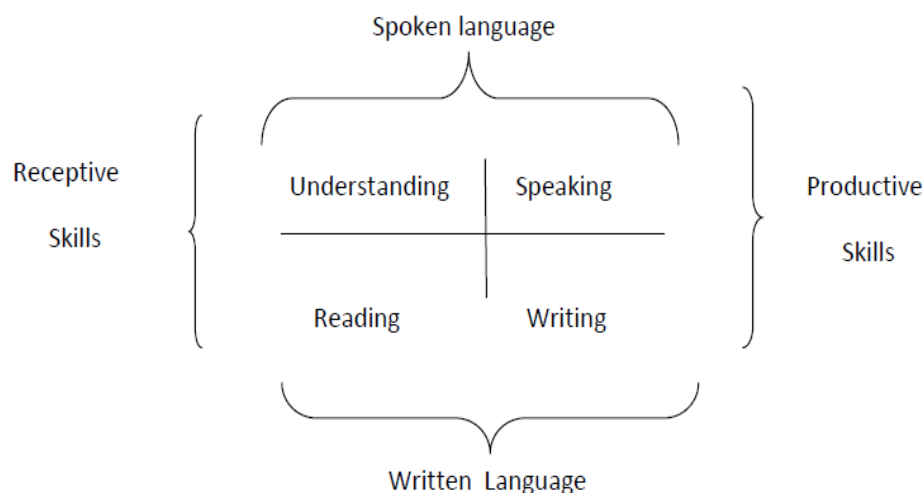 Spoken language
Receptive
Skills
Understanding
Speaking
Productive
Skills
Reading
Writing
Written Language